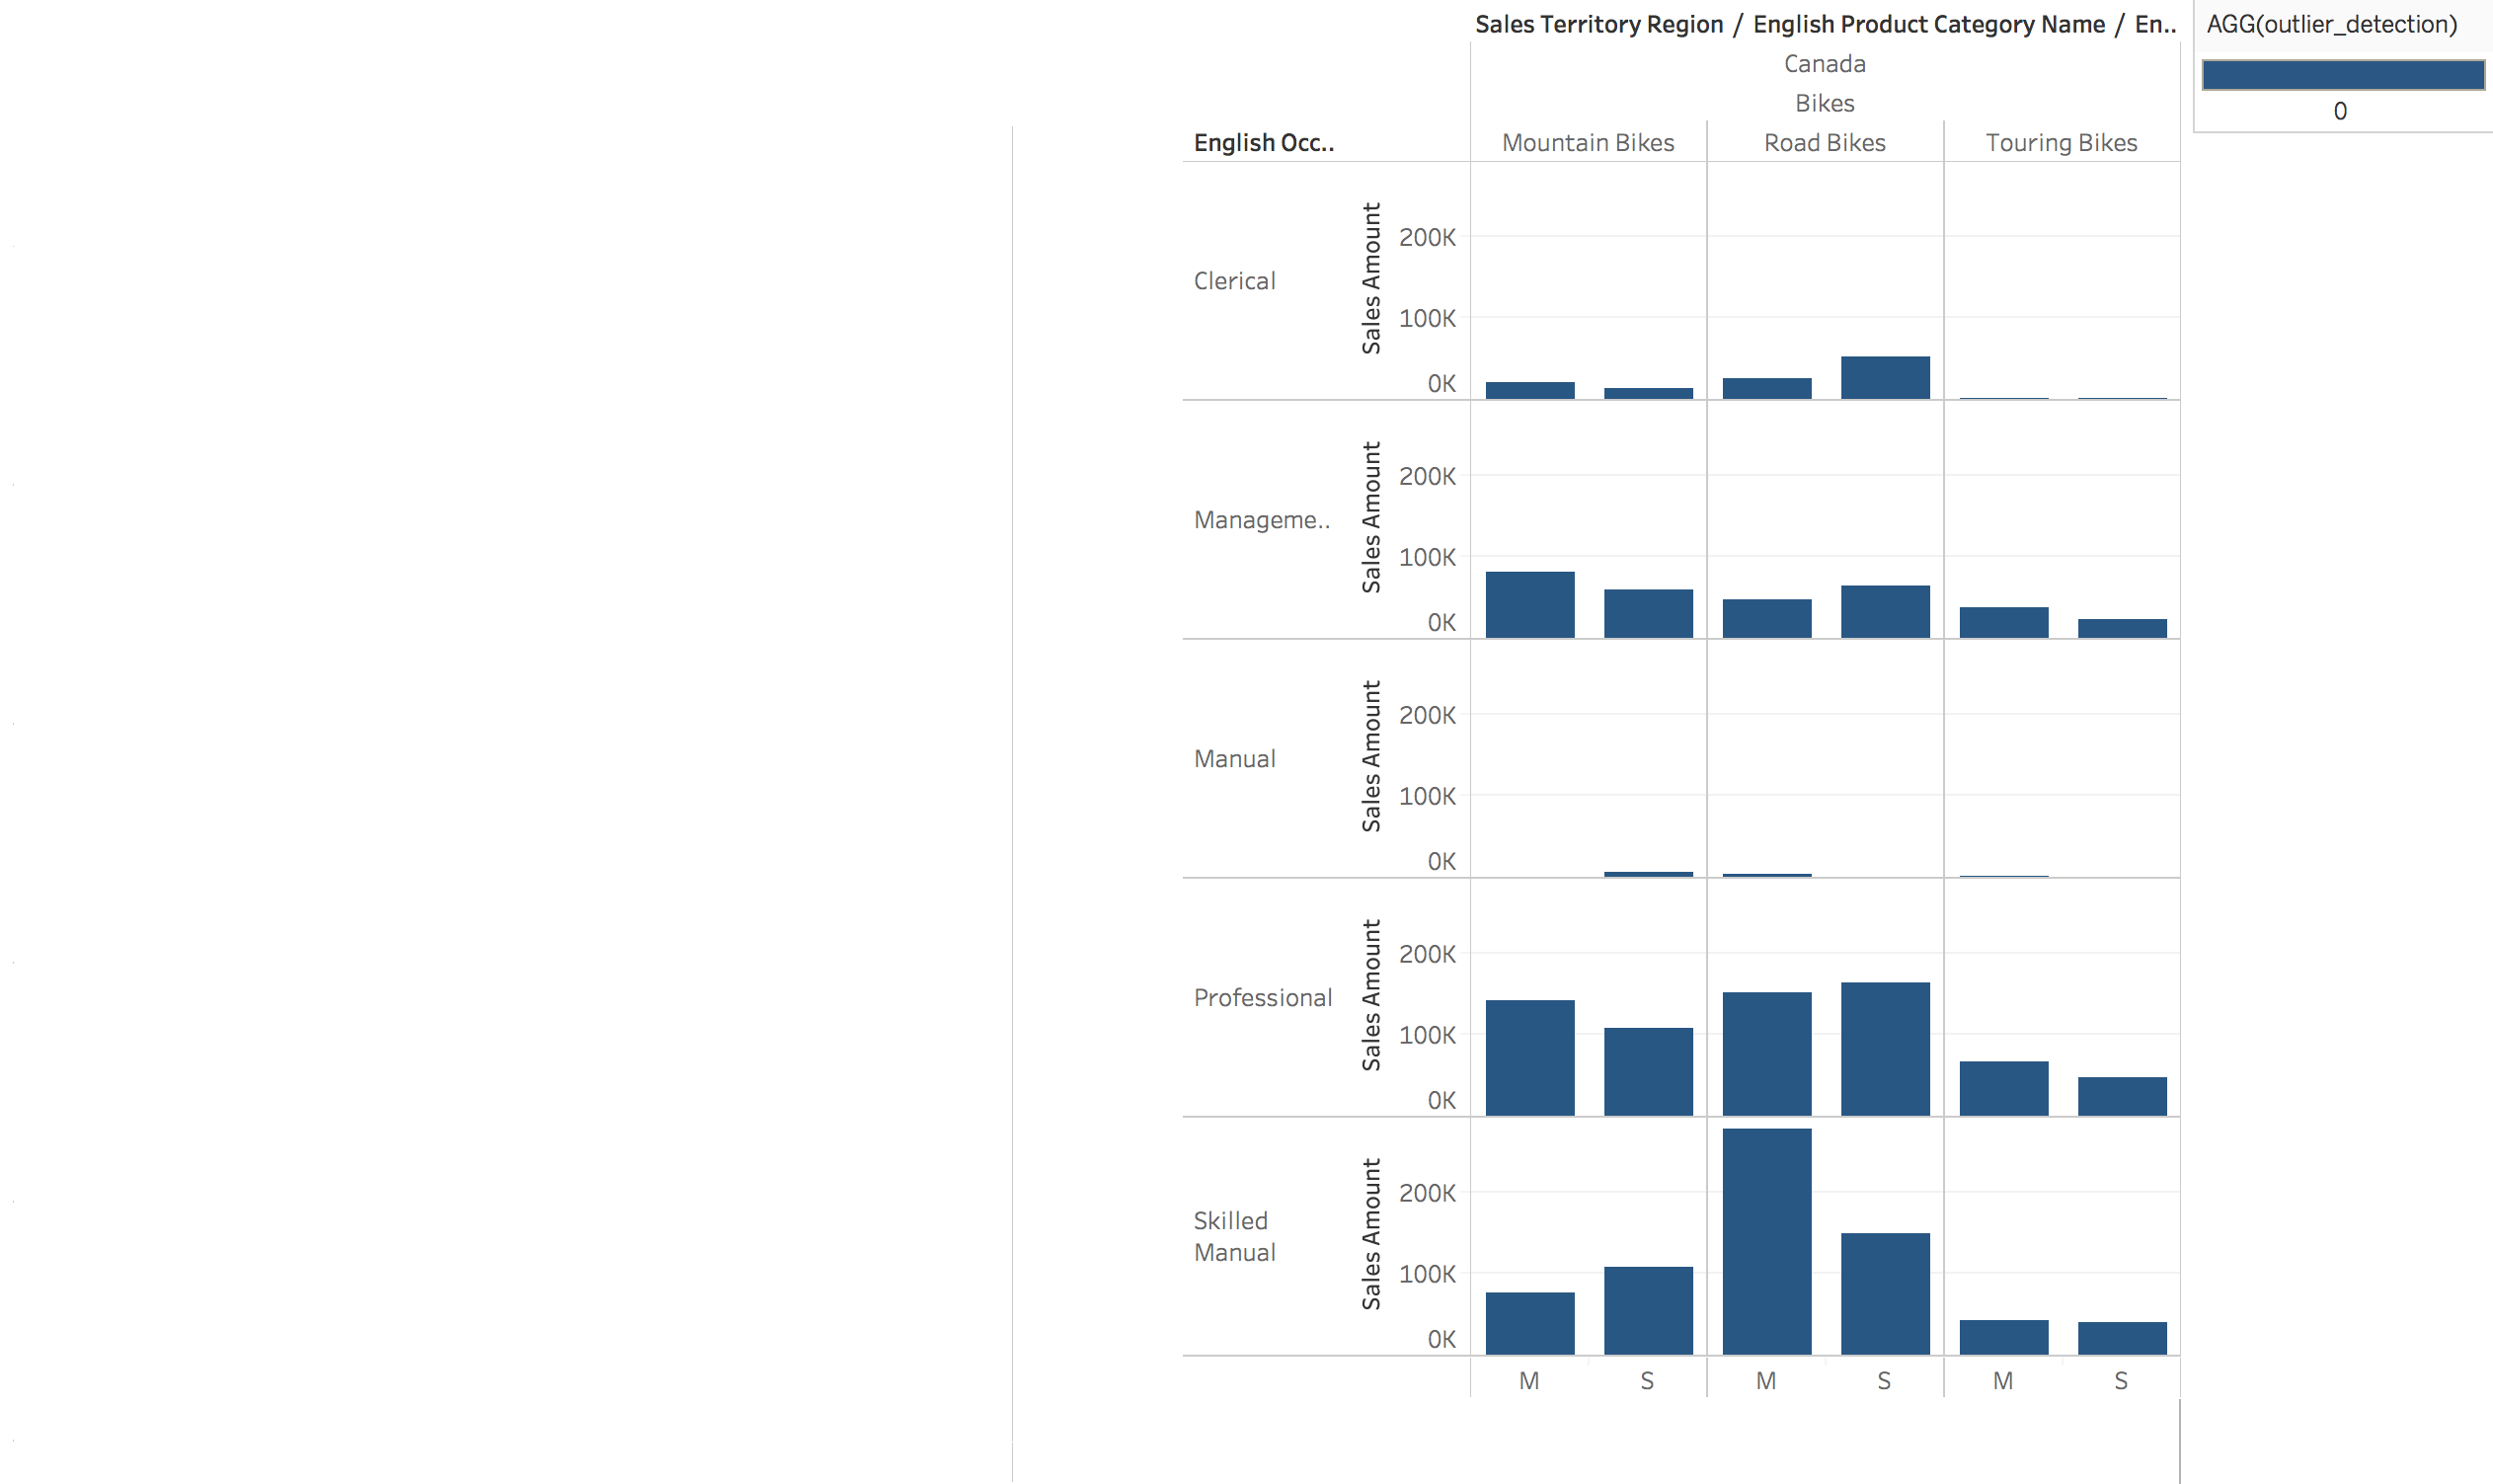 Sales Territory Region / English Product Category Name / En..
AGG(outlier_detection)
0
Canada
Bikes
English Occ..
Mountain Bikes
Road Bikes
Touring Bikes
Clerical
Sales Amount
200K
100K
0K
Manageme..
Sales Amount
200K
100K
0K
Manual
Sales Amount
200K
100K
0K
Professional
Sales Amount
200K
100K
0K
Skilled
Manual
Sales Amount
200K
100K
0K
M S M S M S